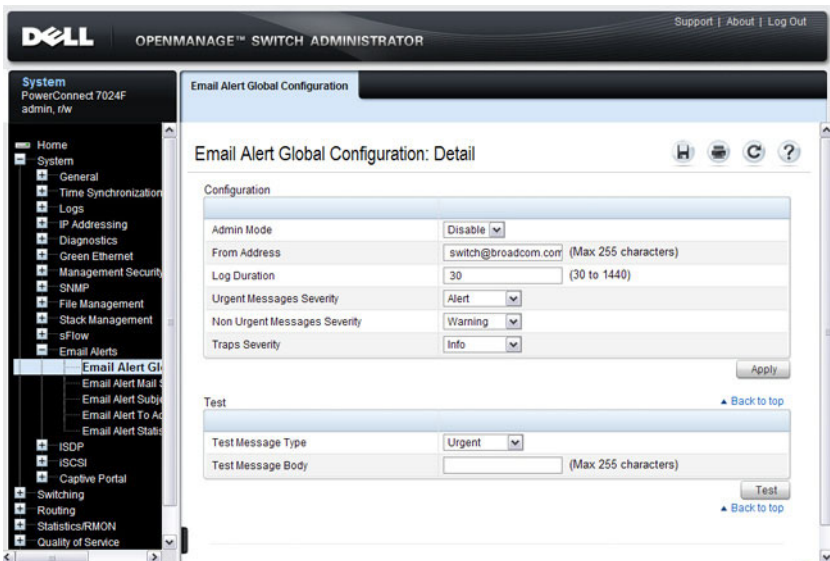 Support | About | Log Out
DELL OPENMANAGE™ SWITCH ADMINISTRATOR
System
PowerConnect 7024F
admin, r/w
Email Alert Global Configuration
Home
System
General
Time Synchronization
Logs
IP Addressing
Diagnostics
Green Ethernet
Management Security
SNMP
File Management
Stack Management
sFlow
Email Alerts
Email Alert Gl
Email Alert Mail S
Email Alert Subje
Email Alert To Ad
Email Alert Statis
ISDP
iSCSI
Captive Portal
Switching
Routing
Statistics/RMON
Quality of Service
Email Alert Global Configuration: Detail
Configuration
Admin Mode Disable
From Address switch@broadcom.com (Max 255 characters)
Log Duration 30 (30 to 1440)
Urgent Messages Severity Alert
Non Urgent Messages Severity Warning
Traps Severity Info
Apply
Test Back to top
Test Message Type Urgent
Test Message Body (Max 255 characters)
Test
Back to top